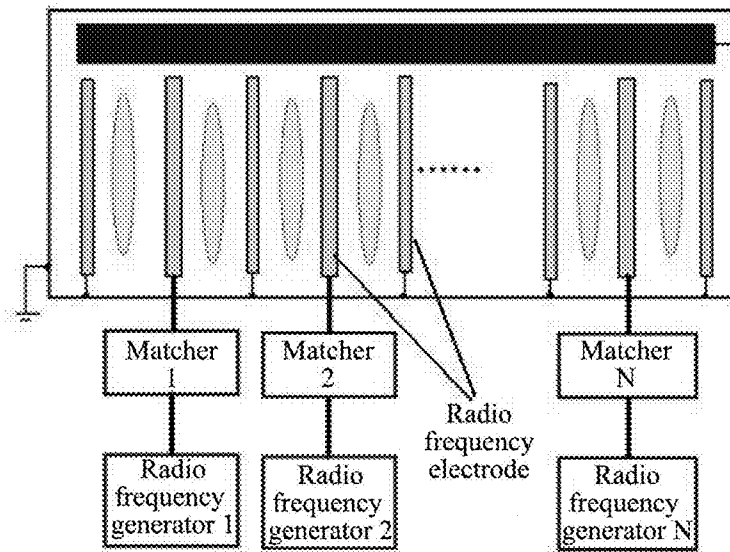 Matcher
1
Matcher
2
Matcher
N
Radio
frequency
electrode
Radio
frequency
generator 1
Radio
frequency
generator 2
Radio
frequency
generator N